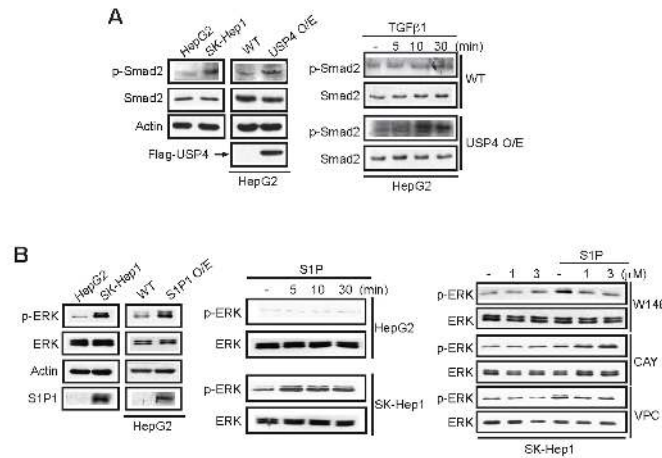 A
HepG2
SK-Hep1
WT
USP4 O/E
p-Smad2
Smad2
Actin
Flag-USP4
HepG2
TGFβ1
- 5 10 30 (min)
p-Smad2
Smad2
WT
p-Smad2
Smad2
USP4 O/E
HepG2
B
HepG2
SK-Hep1
WT
S1P1 O/E
p-ERK
ERK
Actin
S1P1
HepG2
S1P
- 5 10 30 (min)
p-ERK
ERK
HepG2
p-ERK
ERK
SK-Hep1
S1P
- 1 3 - 1 3 (μM)
p-ERK
ERK
W146
p-ERK
ERK
CAY
p-ERK
ERK
VPC
SK-Hep1